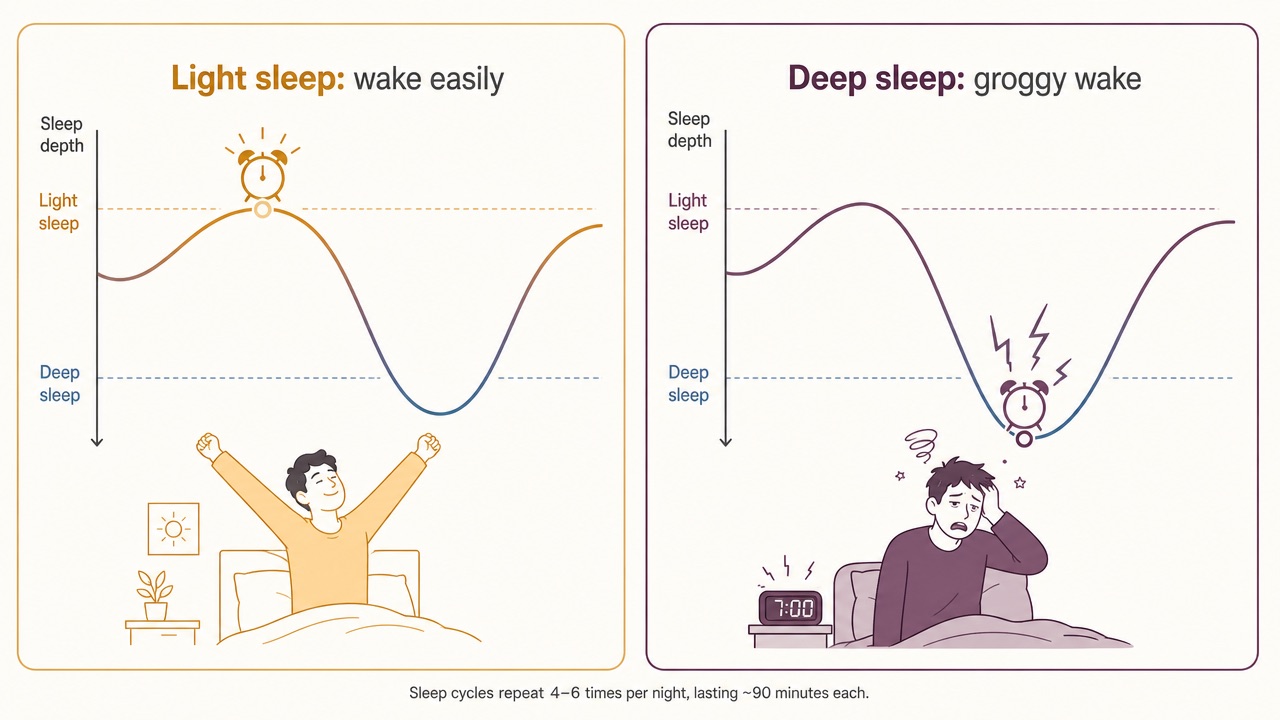 Light sleep: wake easily
Sleep
depth
Light
sleep
Deep
sleep
Deep sleep: groggy wake
Sleep
depth
Light
sleep
Deep
sleep
7:00
Sleep cycles repeat 4–6 times per night, lasting ~90 minutes each.